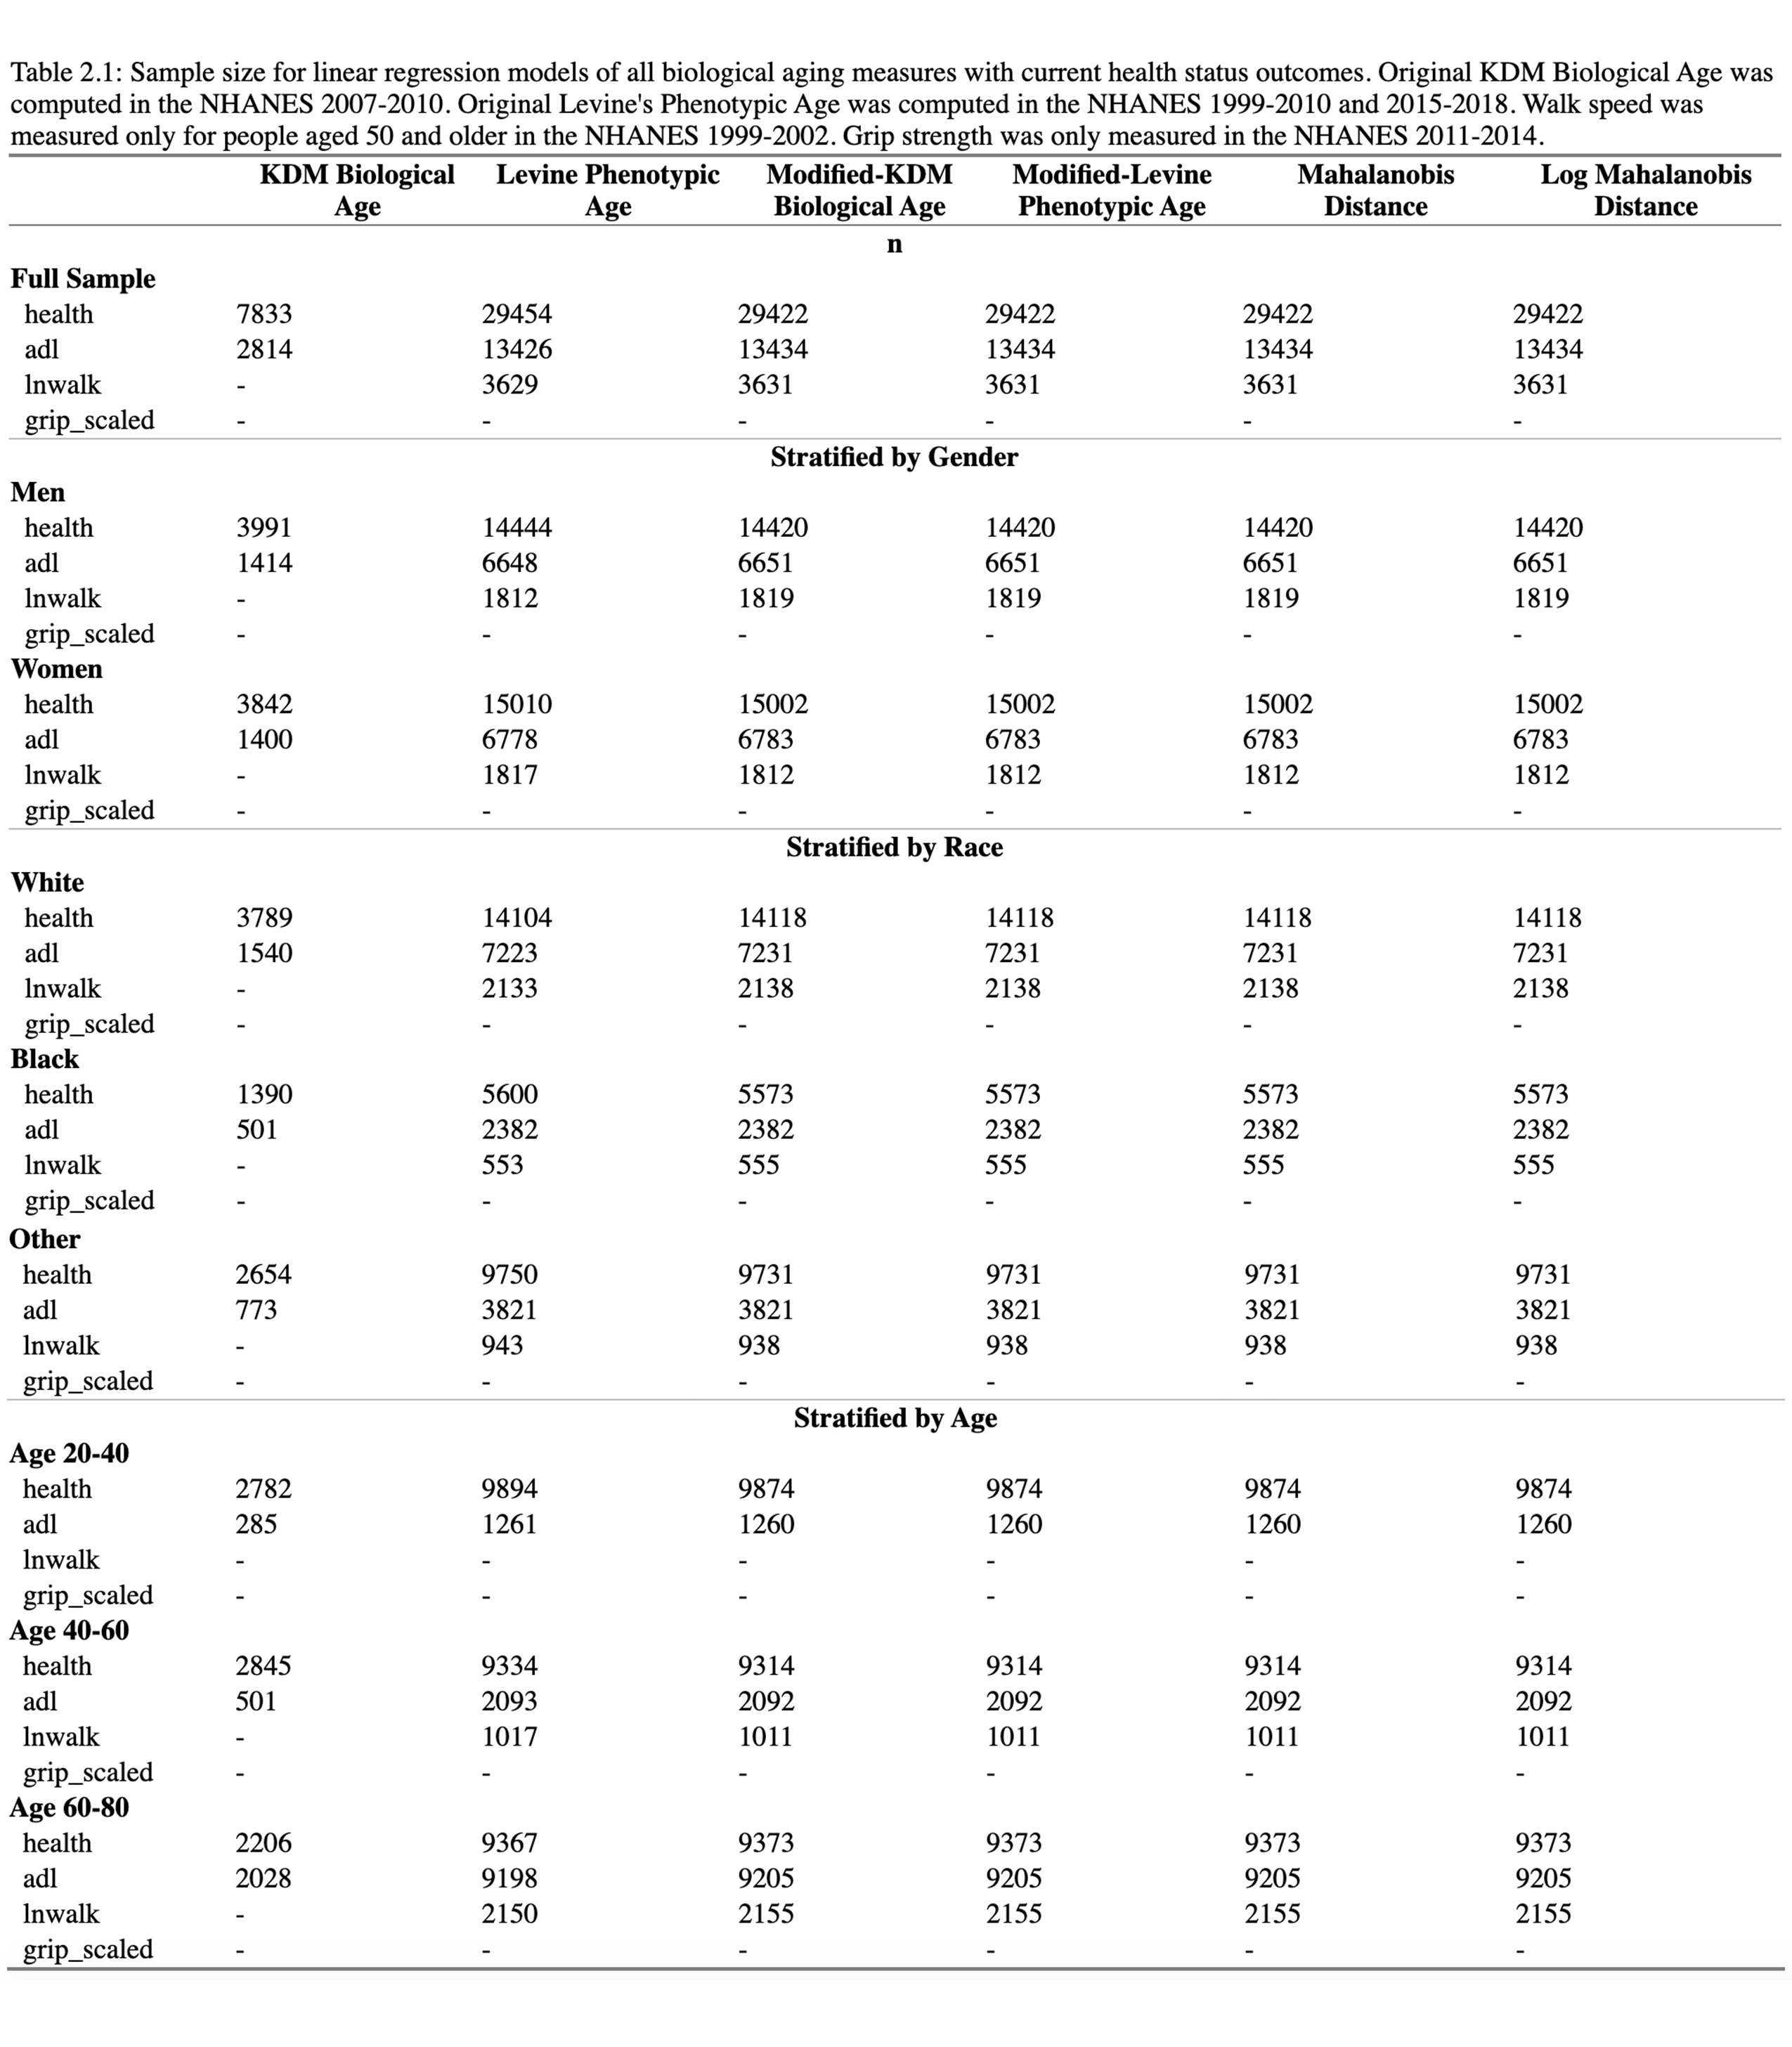 Table 2.1: Sample size for linear regression models of all biological aging measures with current health status outcomes. Original KDM Biological Age was
computed in the NHANES 2007-2010. Original Levine's Phenotypic Age was computed in the NHANES 1999-2010 and 2015-2018. Walk speed was
measured only for people aged 50 and older in the NHANES 1999-2002. Grip strength was only measured in the NHANES 2011-2014.
KDM Biological Levine Phenotypic Modified-KDM Modified-Levine Mahalanobis Log Mahalanobis
Age Age Biological Age Phenotypic Age Distance Distance
n
Full Sample
health 7833 29454 29422 29422 29422 29422
adl 2814 13426 13434 13434 13434 13434
lnwalk - 3629 3631 3631 3631 3631
grip_scaled - - - - - -
Stratified by Gender
Men
health 3991 14444 14420 14420 14420 14420
adl 1414 6648 6651 6651 6651 6651
lnwalk - 1812 1819 1819 1819 1819
grip_scaled - - - - - -
Women
health 3842 15010 15002 15002 15002 15002
adl 1400 6778 6783 6783 6783 6783
lnwalk - 1817 1812 1812 1812 1812
grip_scaled - - - - - -
Stratified by Race
White
health 3789 14104 14118 14118 14118 14118
adl 1540 7223 7231 7231 7231 7231
lnwalk - 2133 2138 2138 2138 2138
grip_scaled - - - - - -
Black
health 1390 5600 5573 5573 5573 5573
adl 501 2382 2382 2382 2382 2382
lnwalk - 553 555 555 555 555
grip_scaled - - - - - -
Other
health 2654 9750 9731 9731 9731 9731
adl 773 3821 3821 3821 3821 3821
lnwalk - 943 938 938 938 938
grip_scaled - - - - - -
Stratified by Age
Age 20-40
health 2782 9894 9874 9874 9874 9874
adl 285 1261 1260 1260 1260 1260
lnwalk - - - - - -
grip_scaled - - - - - -
Age 40-60
health 2845 9334 9314 9314 9314 9314
adl 501 2093 2092 2092 2092 2092
lnwalk - 1017 1011 1011 1011 1011
grip_scaled - - - - - -
Age 60-80
health 2206 9367 9373 9373 9373 9373
adl 2028 9198 9205 9205 9205 9205
lnwalk - 2150 2155 2155 2155 2155
grip_scaled - - - - - -